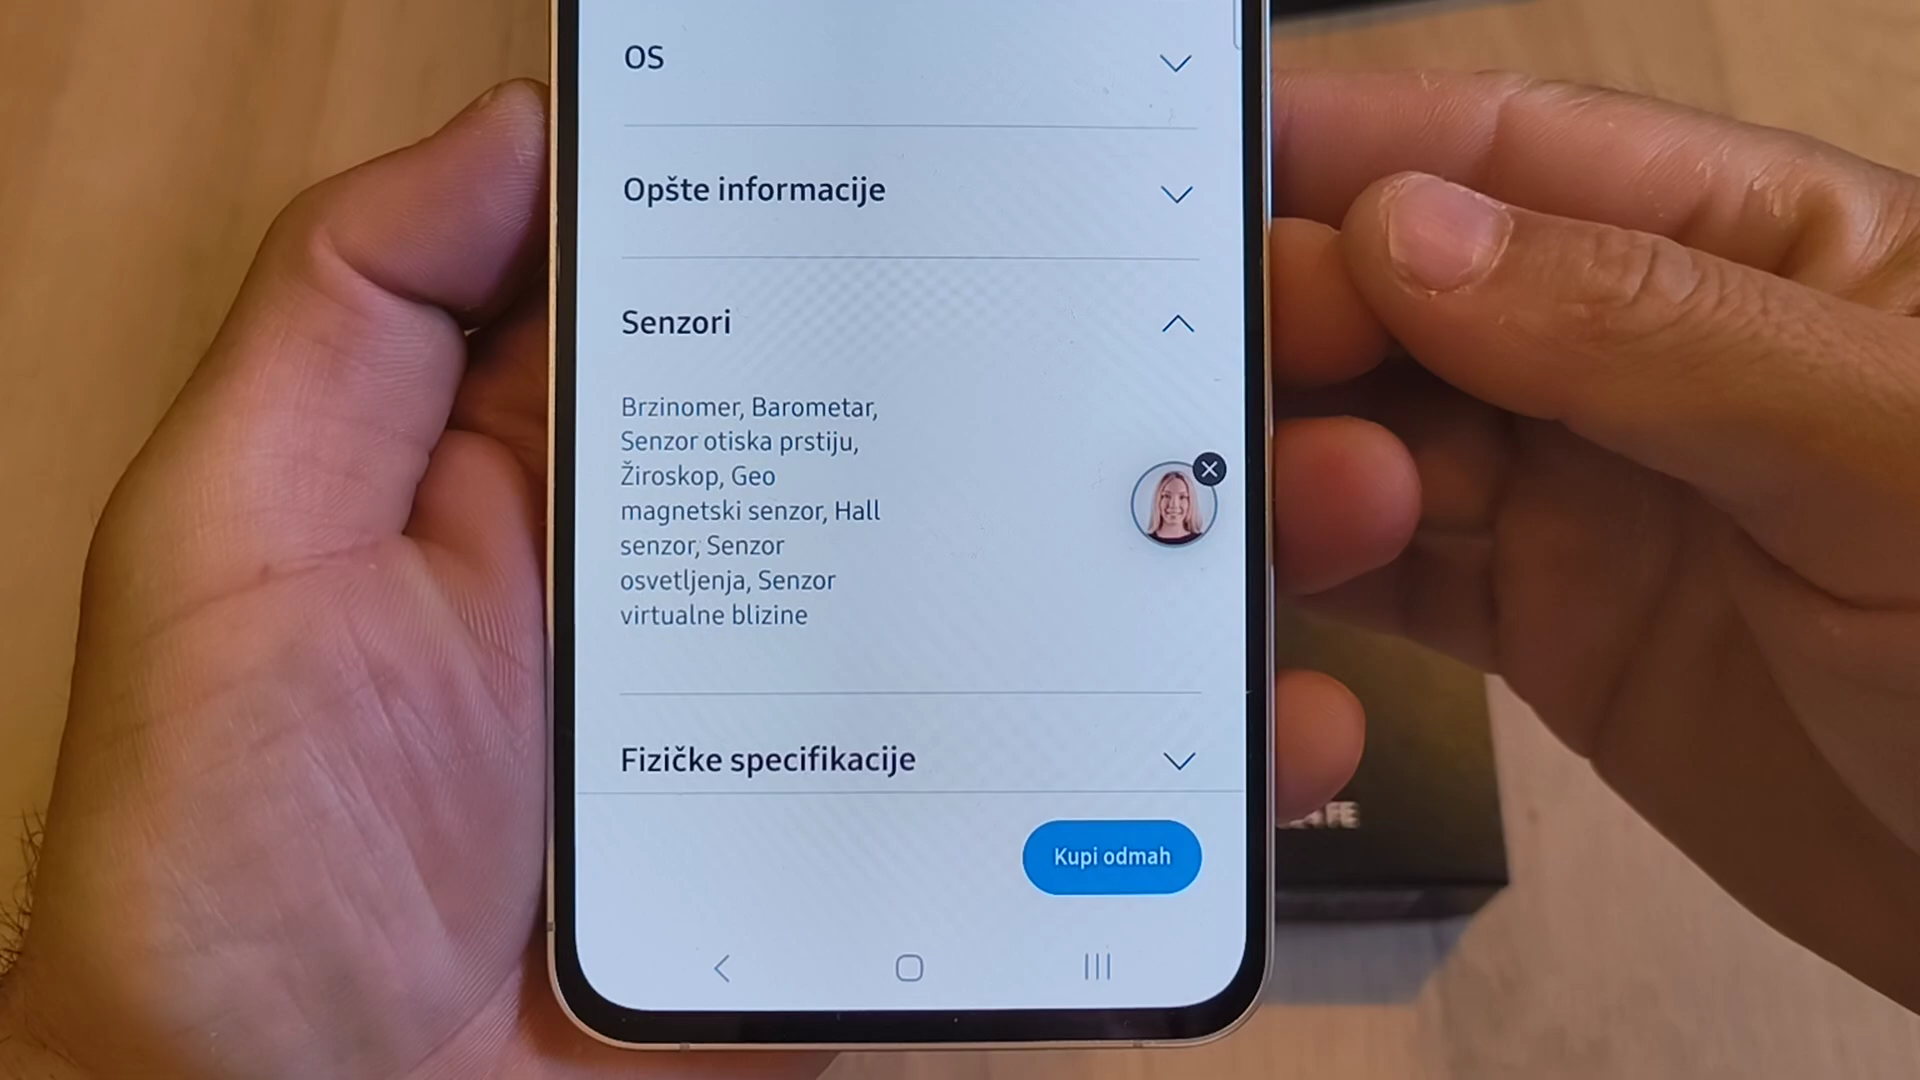 OS
Opšte informacije
Senzori
Brzinomer, Barometar,
Senzor otiska prstiju,
Žiroskop, Geo
magnetski senzor, Hall
senzor, Senzor
osvetljenja, Senzor
virtualne blizine
Fizičke specifikacije
FE
Kupi odmah